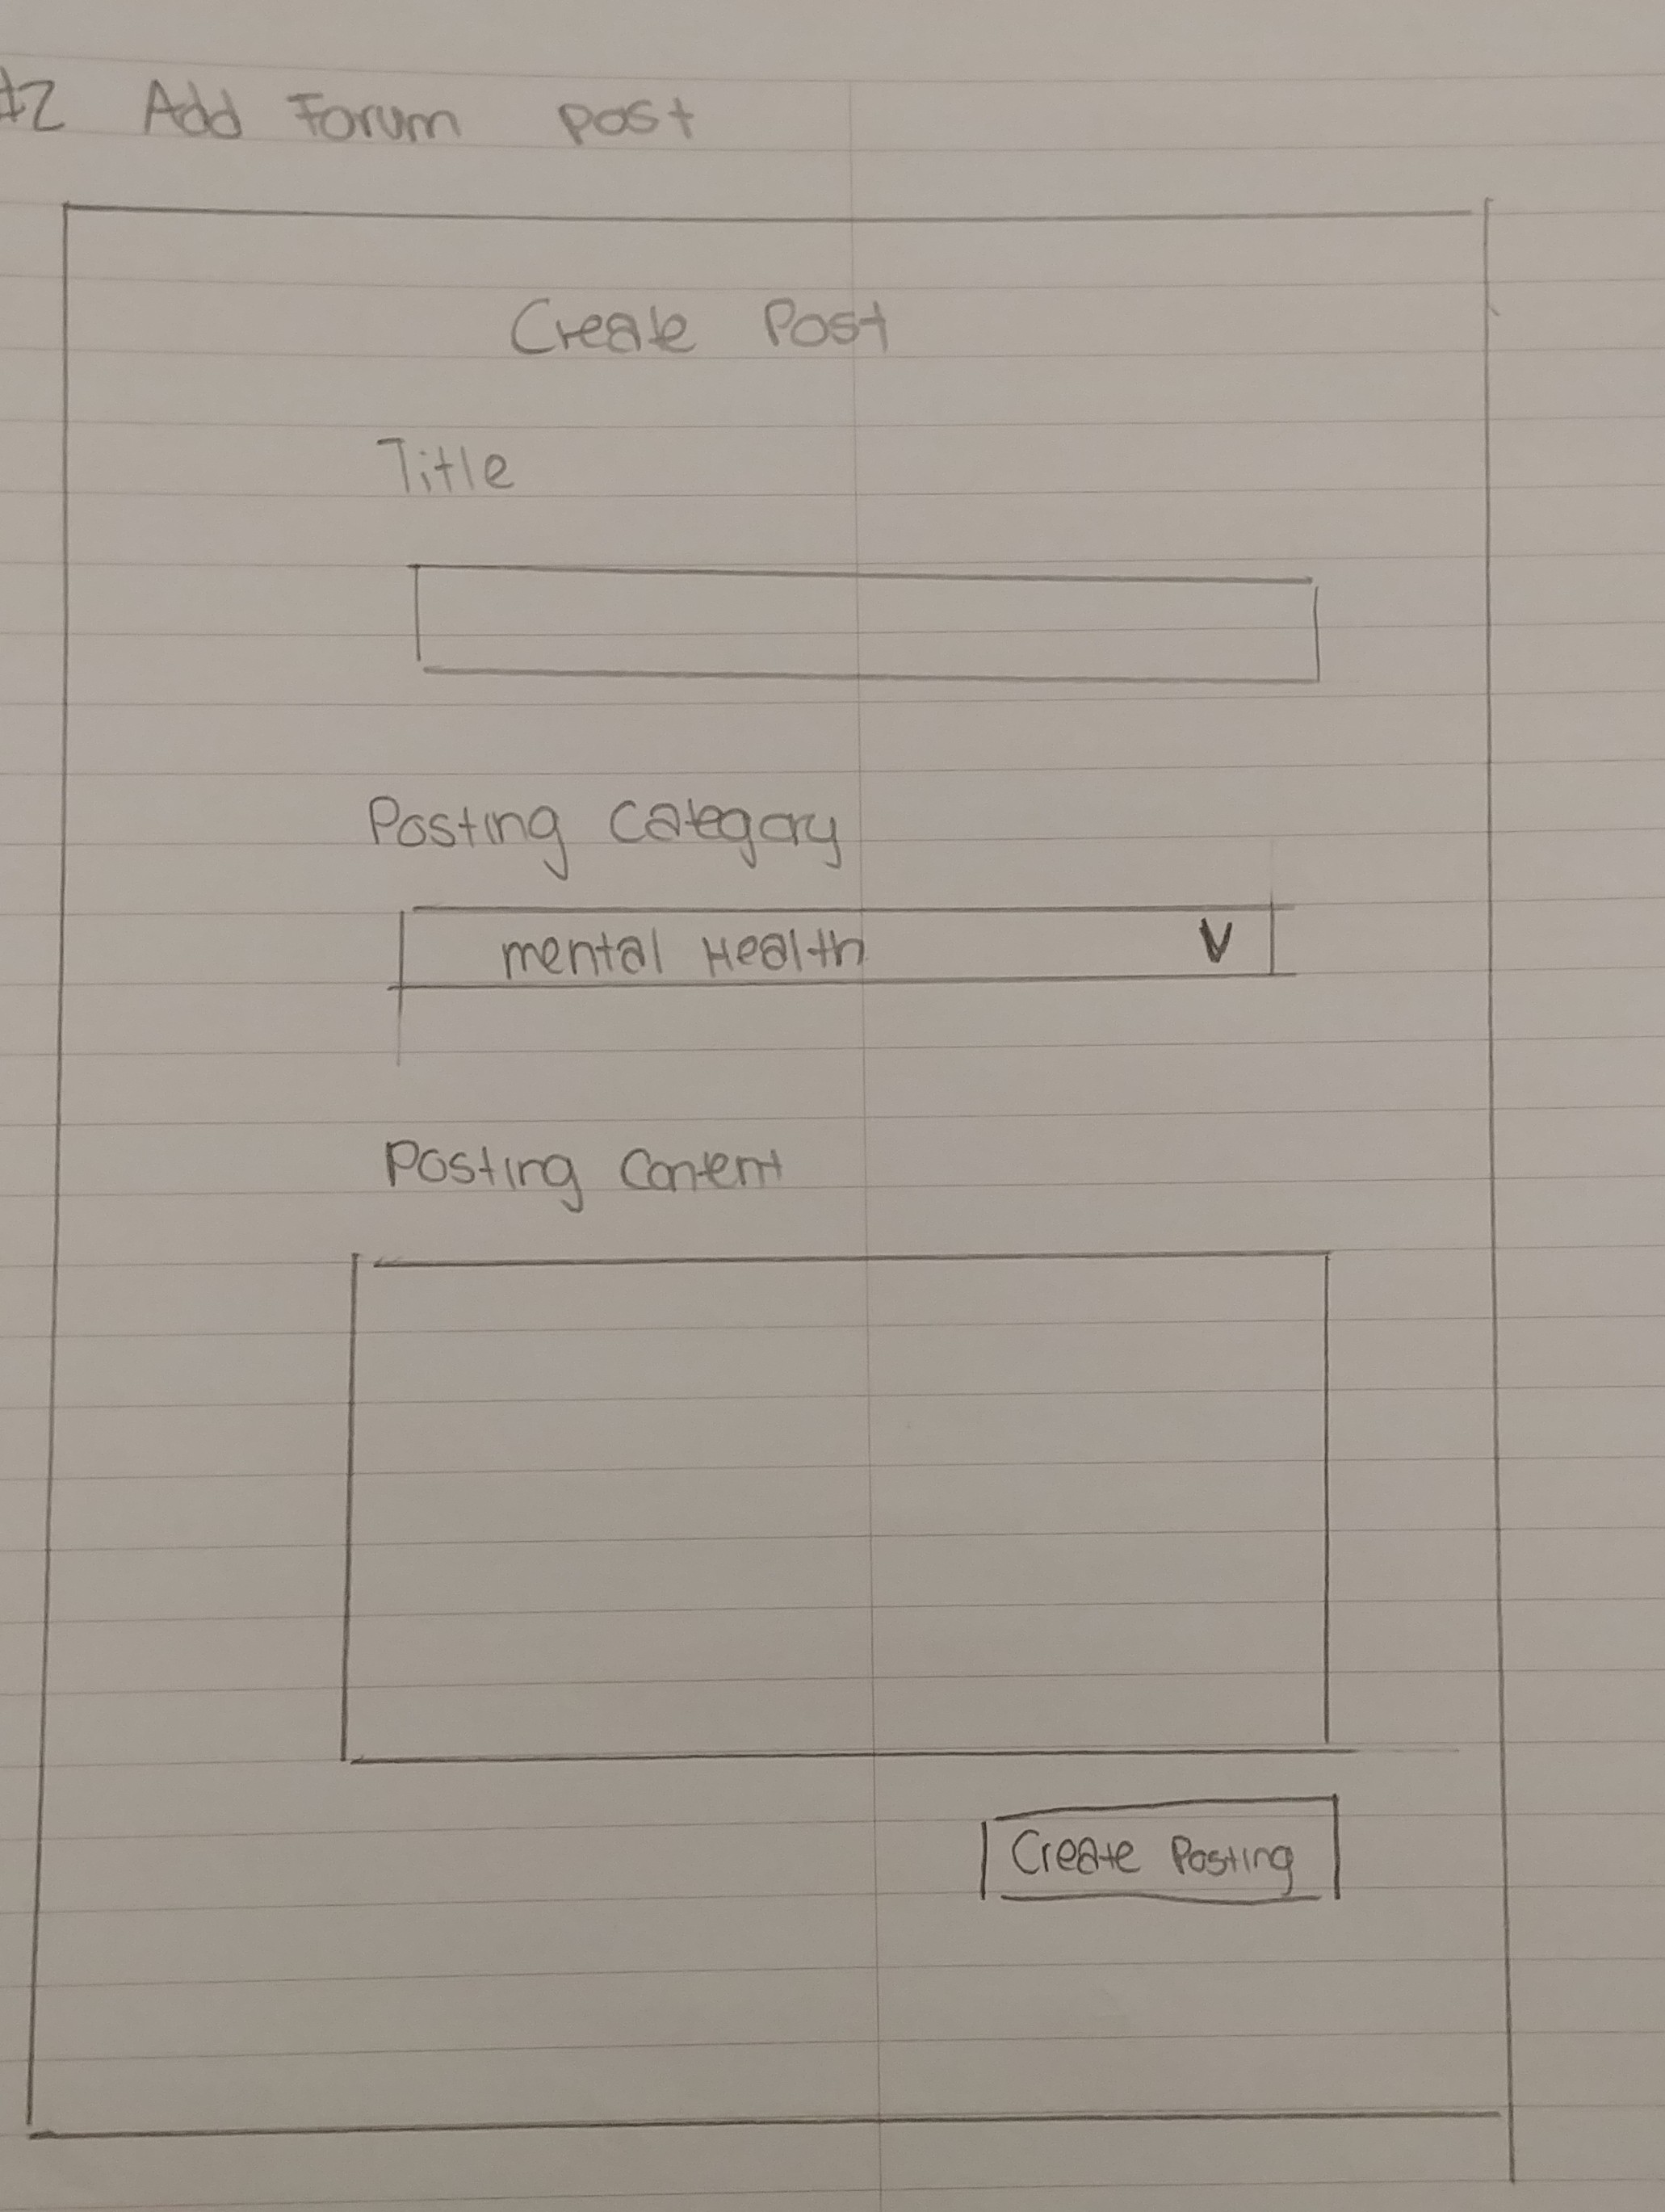 #2 Add Forum post
Create Post
Title
Posting Category
mental Health V
Posting Content
Create Posting